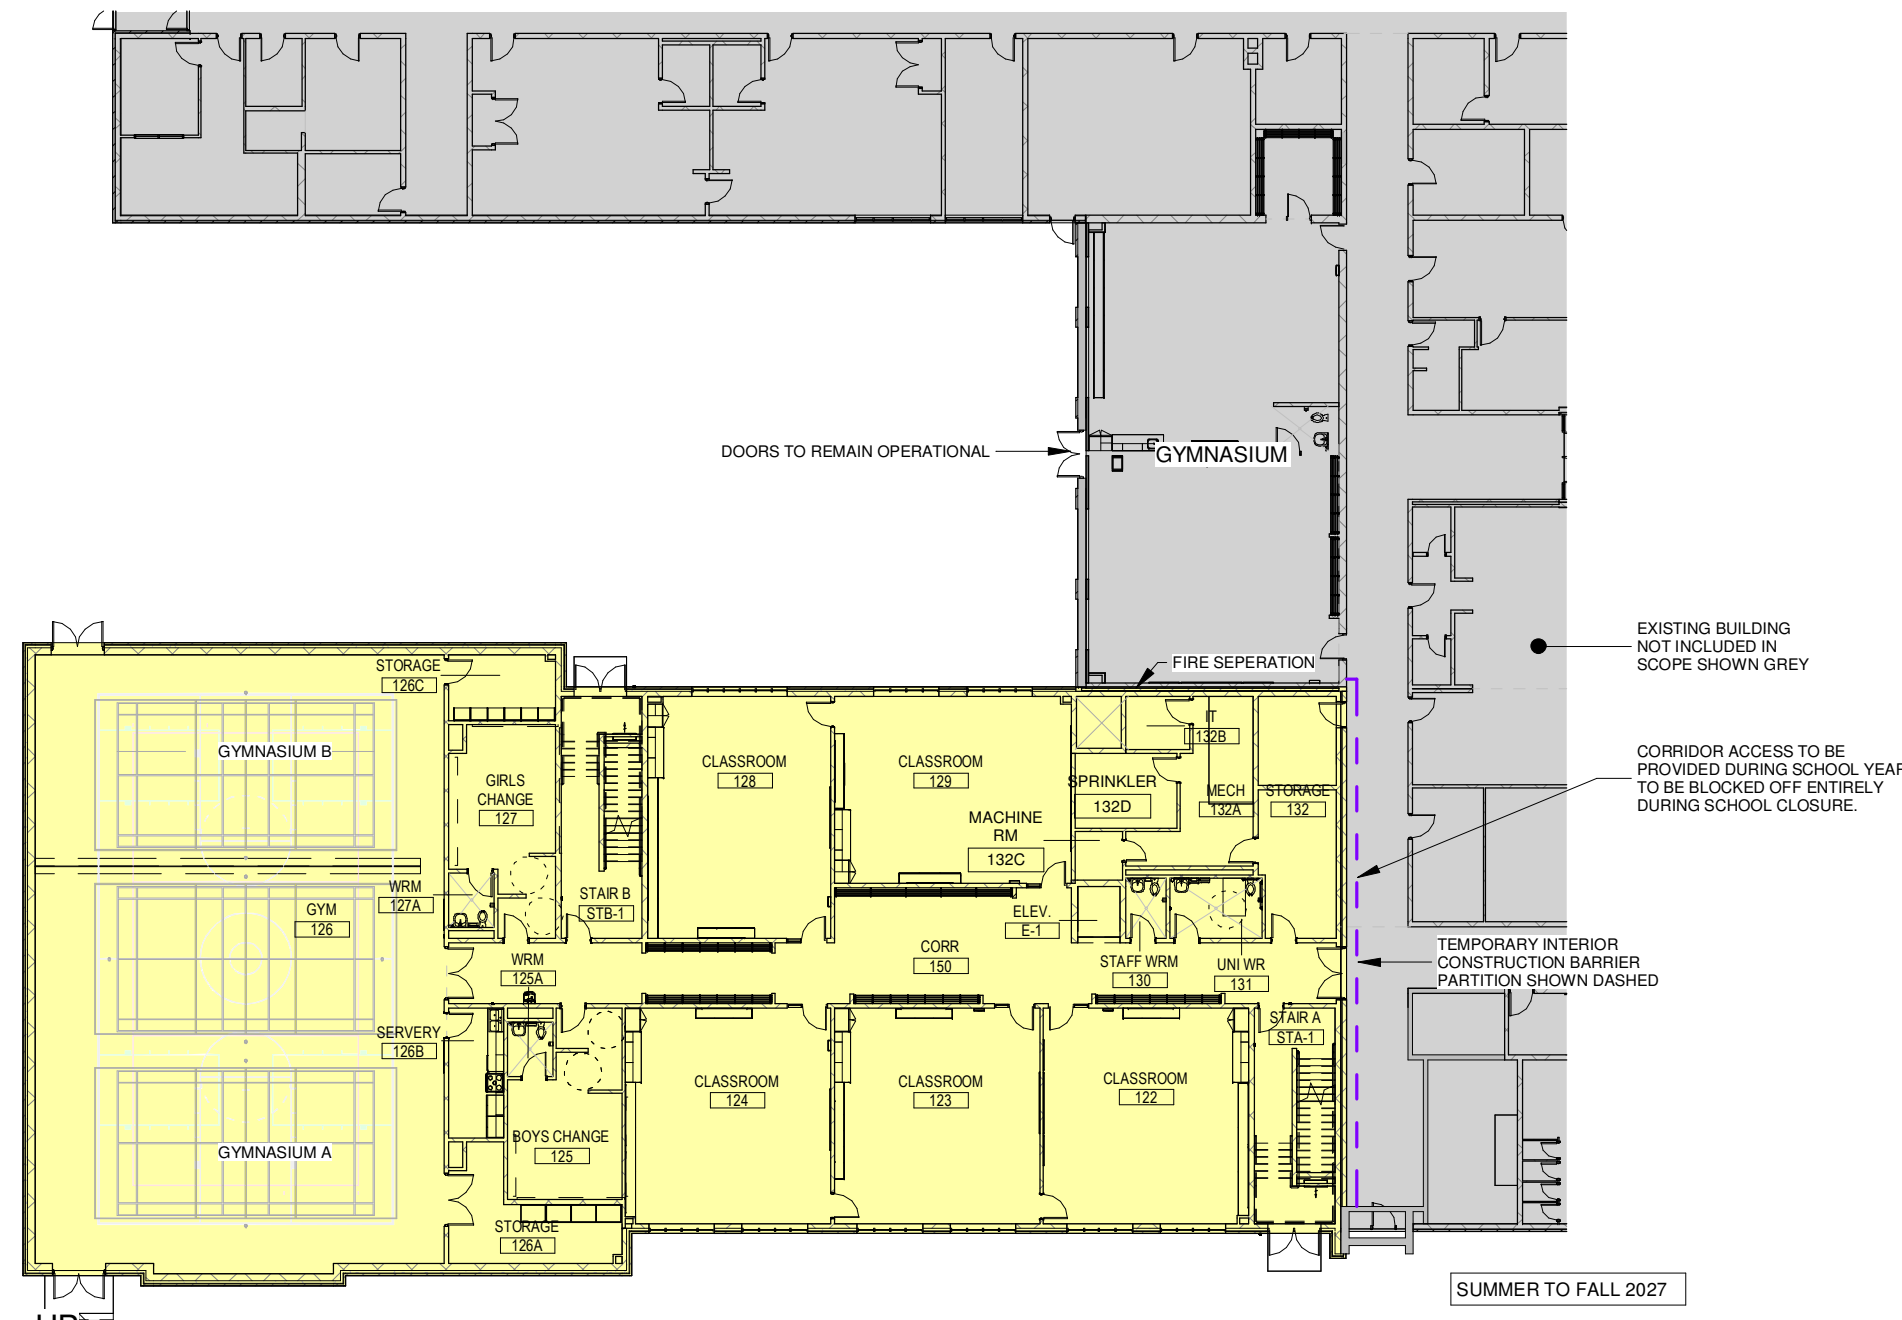 DOORS TO REMAIN OPERATIONAL
GYMNASIUM
EXISTING BUILDING
NOT INCLUDED IN
SCOPE SHOWN GREY
FIRE SEPERATION
STORAGE
126C
GYMNASIUM B
GIRLS
CHANGE
127
CLASSROOM
128
CLASSROOM
129
IT
132B
SPRINKLER
132D
MECH
132A
STORAGE
132
CORRIDOR ACCESS TO BE
PROVIDED DURING SCHOOL YEAR
TO BE BLOCKED OFF ENTIRELY
DURING SCHOOL CLOSURE.
MACHINE
RM
132C
WRM
127A
GYM
126
STAIR B
STB-1
ELEV.
E-1
CORR
150
WRM
125A
STAFF WRM
130
UNI WR
131
TEMPORARY INTERIOR
CONSTRUCTION BARRIER
PARTITION SHOWN DASHED
SERVERY
126B
STAIR A
STA-1
CLASSROOM
124
CLASSROOM
123
CLASSROOM
122
GYMNASIUM A
BOYS CHANGE
125
STORAGE
126A
SUMMER TO FALL 2027